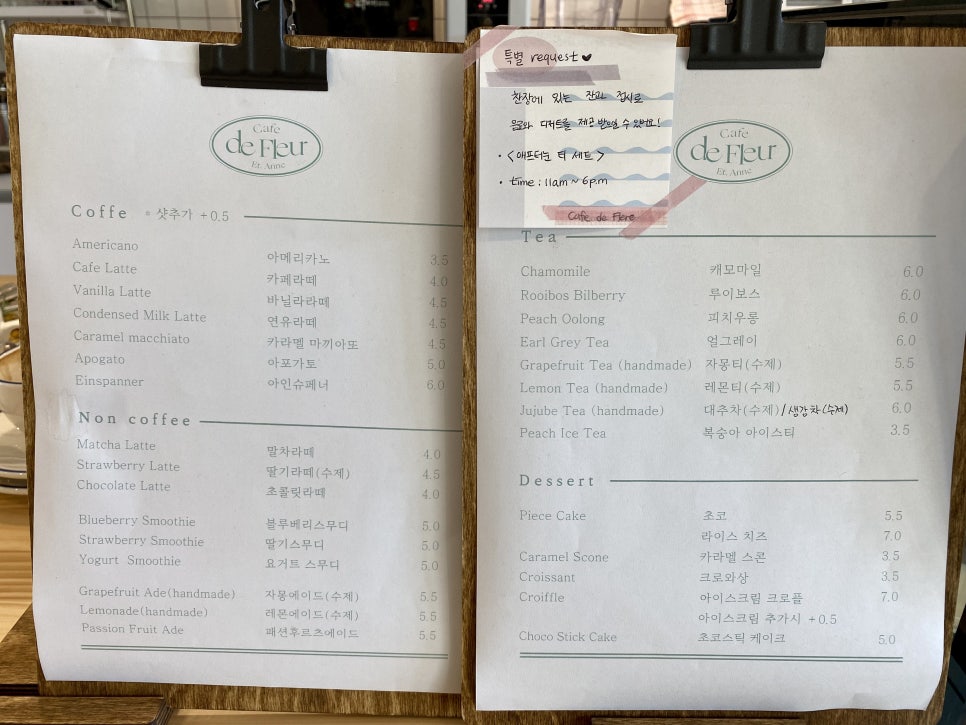 Cafe
de Fleur
Et. Anne
Coffe * 샷추가 +0.5
Americano 아메리카노 3.5
Cafe Latte 카페라떼 4.0
Vanilla Latte 바닐라라떼 4.5
Condensed Milk Latte 연유라떼 4.5
Caramel macchiato 카라멜 마끼아또 4.5
Apogato 아포가토 5.0
Einspanner 아인슈페너 6.0
Non coffee
Matcha Latte 말차라떼 4.0
Strawberry Latte 딸기라떼(수제) 4.5
Chocolate Latte 초콜릿라떼 4.0
Blueberry Smoothie 블루베리스무디 5.0
Strawberry Smoothie 딸기스무디 5.0
Yogurt Smoothie 요거트 스무디 5.0
Grapefruit Ade(handmade) 자몽에이드(수제) 5.5
Lemonade(handmade) 레몬에이드(수제) 5.5
Passion Fruit Ade 패션후르츠에이드 5.5
특별 request ♥
찬장에 있는 잔과 접시로
음료와 디저트를 제공 받으실 수 있어요!
• <애프터눈 티 세트>
• time : 11am ~ 6p.m
Cafe de Flere
Cafe
de Fleur
Et. Anne
Tea
Chamomile 캐모마일 6.0
Rooibos Bilberry 루이보스 6.0
Peach Oolong 피치우롱 6.0
Earl Grey Tea 얼그레이 6.0
Grapefruit Tea (handmade) 자몽티(수제) 5.5
Lemon Tea (handmade) 레몬티(수제) 5.5
Jujube Tea (handmade) 대추차(수제)/생강차(수제) 6.0
Peach Ice Tea 복숭아 아이스티 3.5
Dessert
Piece Cake 초코 5.5
라이스 치즈 7.0
Caramel Scone 카라멜 스콘 3.5
Croissant 크로와상 3.5
Croiffle 아이스크림 크로플 7.0
아이스크림 추가시 +0.5
Choco Stick Cake 초코스틱 케이크 5.0